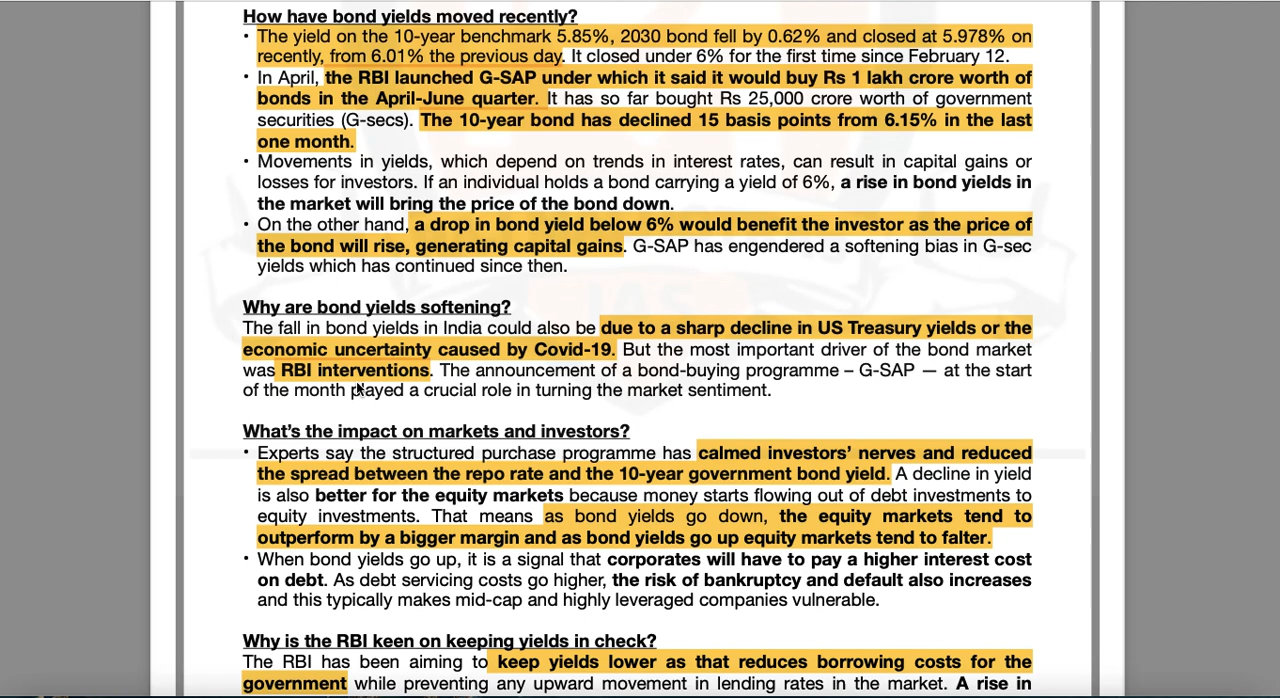 How have bond yields moved recently?
• The yield on the 10-year benchmark 5.85%, 2030 bond fell by 0.62% and closed at 5.978% on
recently, from 6.01% the previous day. It closed under 6% for the first time since February 12.
• In April, the RBI launched G-SAP under which it said it would buy Rs 1 lakh crore worth of
bonds in the April-June quarter. It has so far bought Rs 25,000 crore worth of government
securities (G-secs). The 10-year bond has declined 15 basis points from 6.15% in the last
one month.
• Movements in yields, which depend on trends in interest rates, can result in capital gains or
losses for investors. If an individual holds a bond carrying a yield of 6%, a rise in bond yields in
the market will bring the price of the bond down.
• On the other hand, a drop in bond yield below 6% would benefit the investor as the price of
the bond will rise, generating capital gains. G-SAP has engendered a softening bias in G-sec
yields which has continued since then.
Why are bond yields softening?
The fall in bond yields in India could also be due to a sharp decline in US Treasury yields or the
economic uncertainty caused by Covid-19. But the most important driver of the bond market
was RBI interventions. The announcement of a bond-buying programme – G-SAP — at the start
of the month played a crucial role in turning the market sentiment.
What's the impact on markets and investors?
• Experts say the structured purchase programme has calmed investors' nerves and reduced
the spread between the repo rate and the 10-year government bond yield. A decline in yield
is also better for the equity markets because money starts flowing out of debt investments to
equity investments. That means as bond yields go down, the equity markets tend to
outperform by a bigger margin and as bond yields go up equity markets tend to falter.
• When bond yields go up, it is a signal that corporates will have to pay a higher interest cost
on debt. As debt servicing costs go higher, the risk of bankruptcy and default also increases
and this typically makes mid-cap and highly leveraged companies vulnerable.
Why is the RBI keen on keeping yields in check?
The RBI has been aiming to keep yields lower as that reduces borrowing costs for the
government while preventing any upward movement in lending rates in the market. A rise in